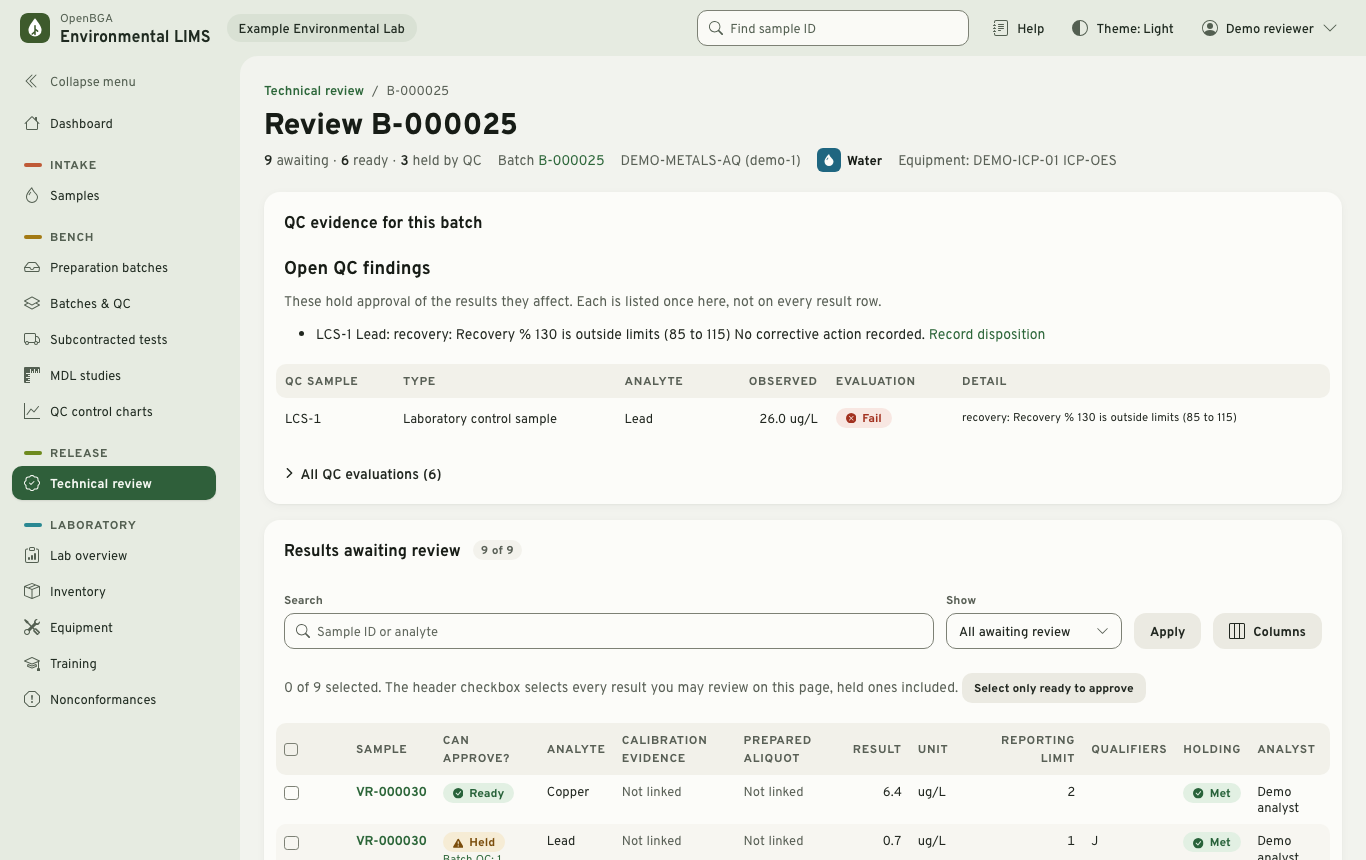 OpenBGA
Environmental LIMS
Example Environmental Lab
Find sample ID
Help
Theme: Light
Demo reviewer
Collapse menu
Dashboard
INTAKE
Samples
BENCH
Preparation batches
Batches & QC
Subcontracted tests
MDL studies
QC control charts
RELEASE
Technical review
LABORATORY
Lab overview
Inventory
Equipment
Training
Nonconformances
Technical review / B-000025
Review B-000025
9 awaiting · 6 ready · 3 held by QC Batch B-000025 DEMO-METALS-AQ (demo-1) Water Equipment: DEMO-ICP-01 ICP-OES
QC evidence for this batch
Open QC findings
These hold approval of the results they affect. Each is listed once here, not on every result row.
• LCS-1 Lead: recovery: Recovery % 130 is outside limits (85 to 115) No corrective action recorded. Record disposition
QC SAMPLE TYPE ANALYTE OBSERVED EVALUATION DETAIL
LCS-1 Laboratory control sample Lead 26.0 ug/L Fail recovery: Recovery % 130 is outside limits (85 to 115)
All QC evaluations (6)
Results awaiting review 9 of 9
Search
Sample ID or analyte
Show
All awaiting review
Apply
Columns
0 of 9 selected. The header checkbox selects every result you may review on this page, held ones included. Select only ready to approve
SAMPLE CAN APPROVE? ANALYTE CALIBRATION EVIDENCE PREPARED ALIQUOT RESULT UNIT REPORTING LIMIT QUALIFIERS HOLDING ANALYST
VR-000030 Ready Copper Not linked Not linked 6.4 ug/L 2 Met Demo analyst
VR-000030 Held Lead Not linked Not linked 0.7 ug/L 1 J Met Demo analyst
Batch QC: 1